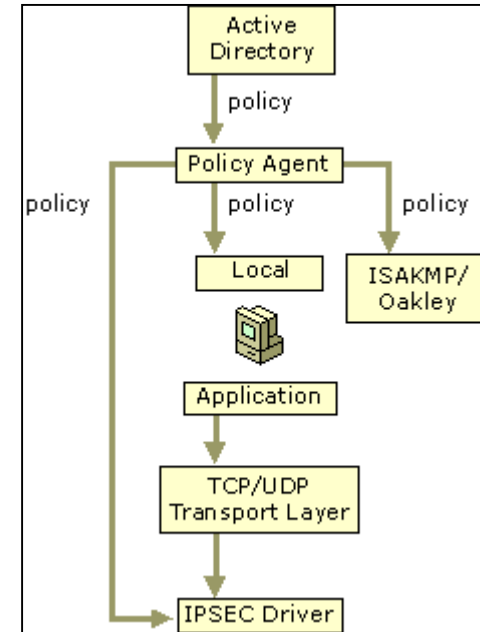 Active
Directory
policy
Policy Agent
policy
policy
policy
Local
ISAKMP/
Oakley
Application
TCP/UDP
Transport Layer
IPSEC Driver